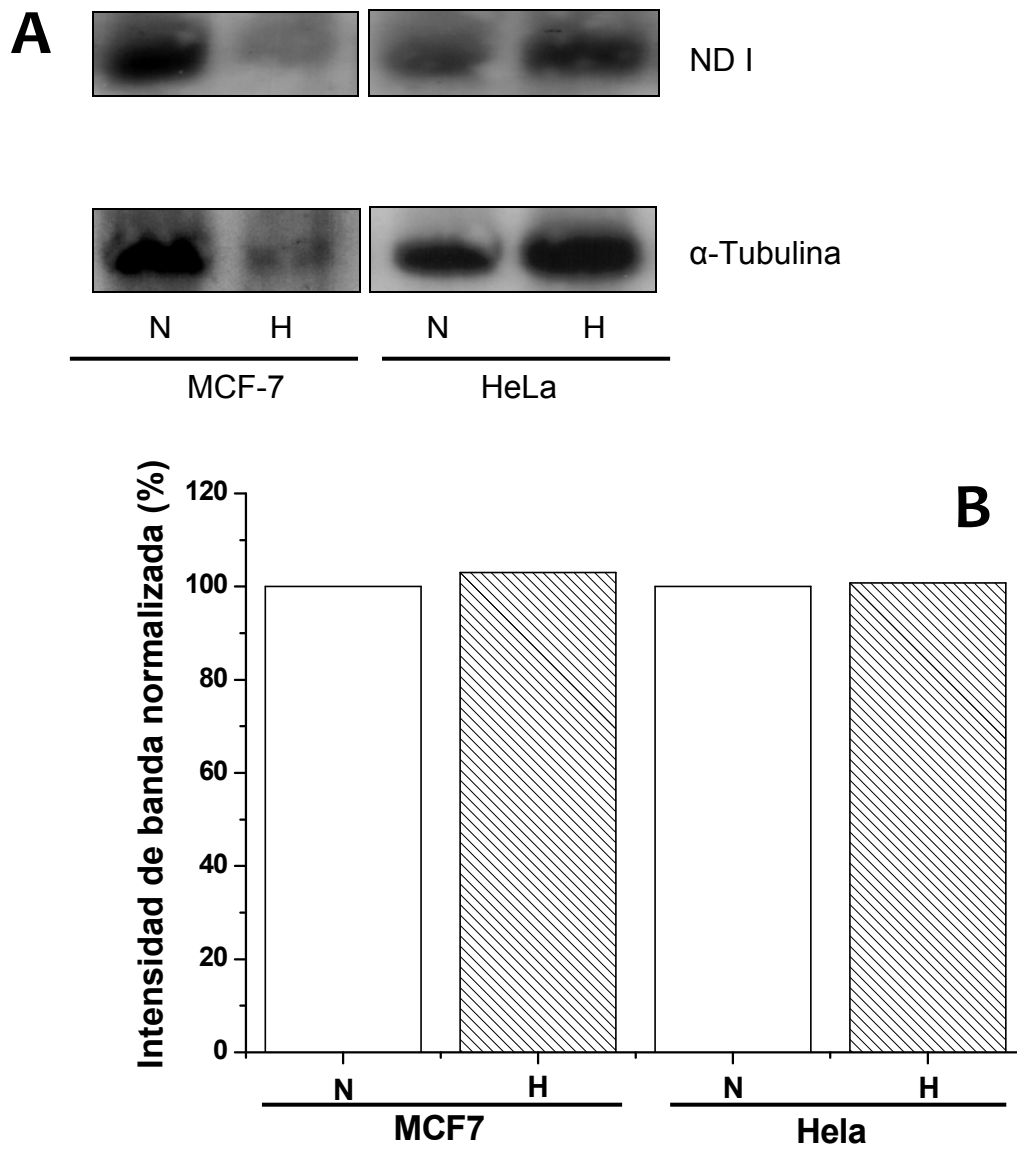 A
ND I
α-Tubulina
N H N H
MCF-7 HeLa
B
Intensidad de banda normalizada (%)
120
100
80
60
40
20
0
N H N H
MCF7 Hela